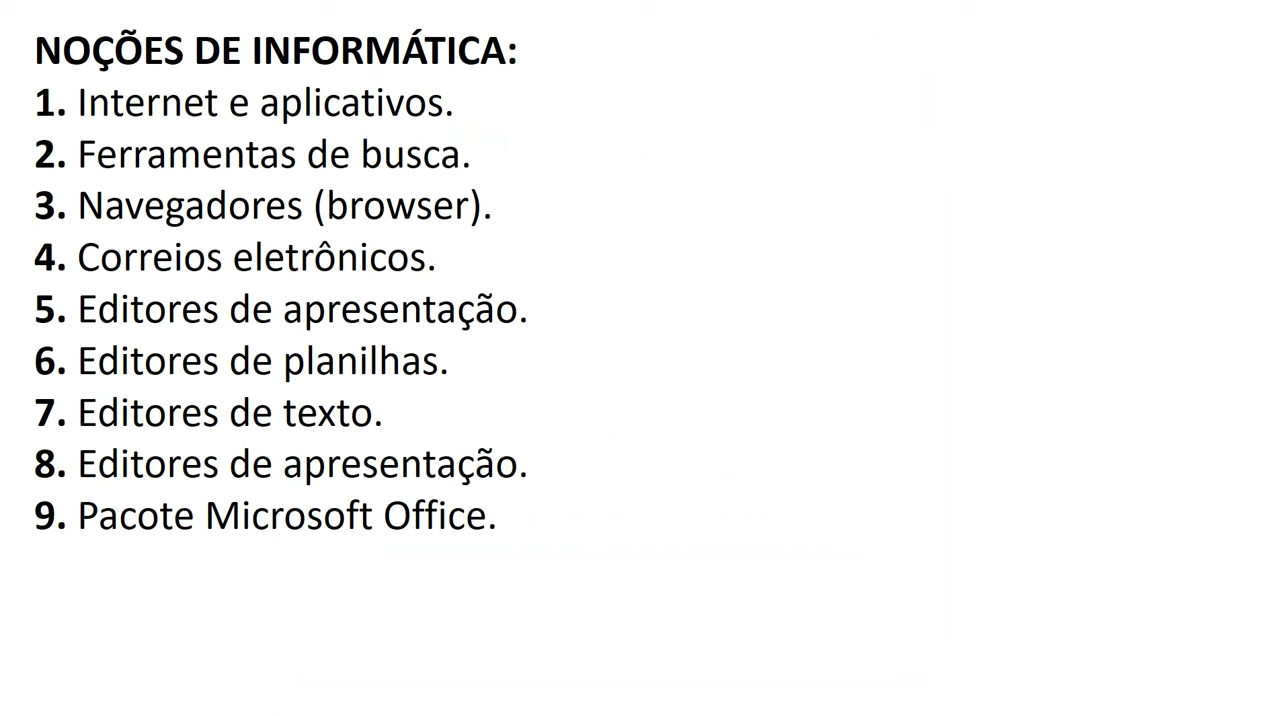 NOÇÕES DE INFORMÁTICA:
1. Internet e aplicativos.
2. Ferramentas de busca.
3. Navegadores (browser).
4. Correios eletrônicos.
5. Editores de apresentação.
6. Editores de planilhas.
7. Editores de texto.
8. Editores de apresentação.
9. Pacote Microsoft Office.